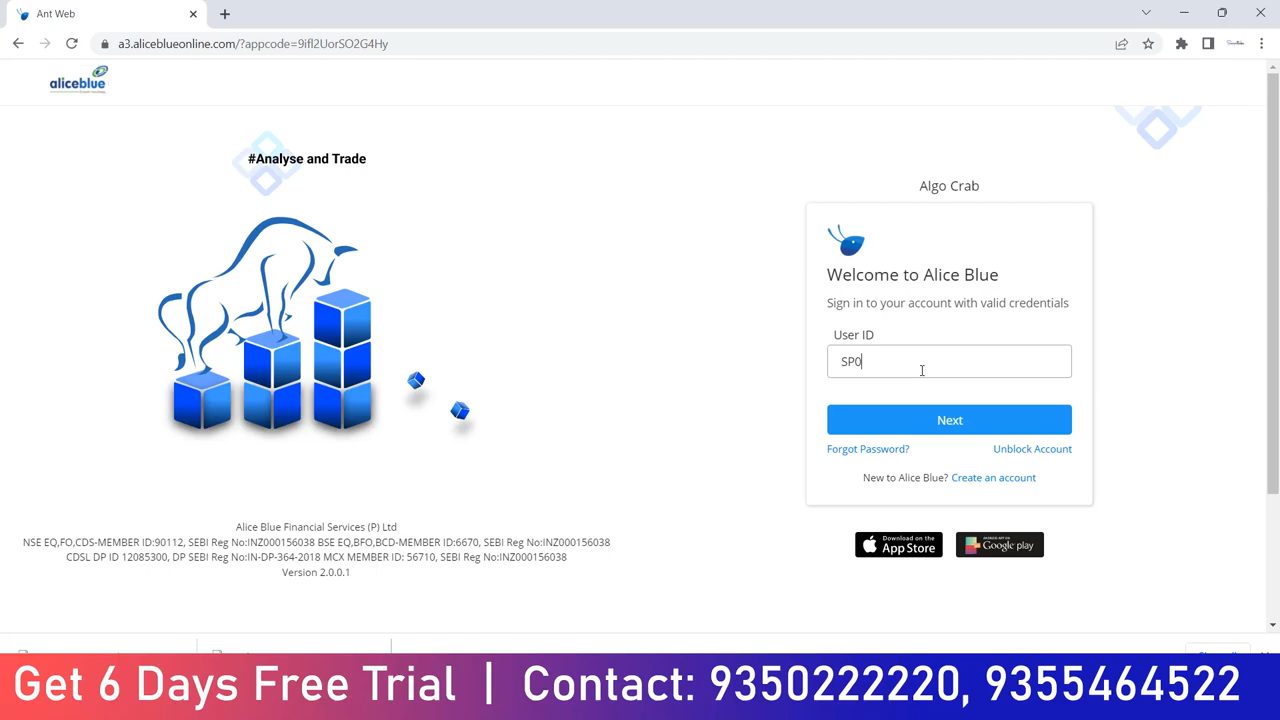 Ant Web
a3.aliceblueonline.com/?appcode=9ifl2UorSO2G4Hy
aliceblue
#Analyse and Trade
Algo Crab
Welcome to Alice Blue
Sign in to your account with valid credentials
User ID
SP0
Next
Forgot Password?
Unblock Account
New to Alice Blue? Create an account
Download on the
App Store
Google play
Alice Blue Financial Services (P) Ltd
NSE EQ,FO,CDS-MEMBER ID:90112, SEBI Reg No:INZ000156038 BSE EQ,BFO,BCD-MEMBER ID:6670, SEBI Reg No:INZ000156038
CDSL DP ID 12085300, DP SEBI Reg No:IN-DP-364-2018 MCX MEMBER ID: 56710, SEBI Reg No:INZ000156038
Version 2.0.0.1
Get 6 Days Free Trial | Contact: 9350222220, 9355464522